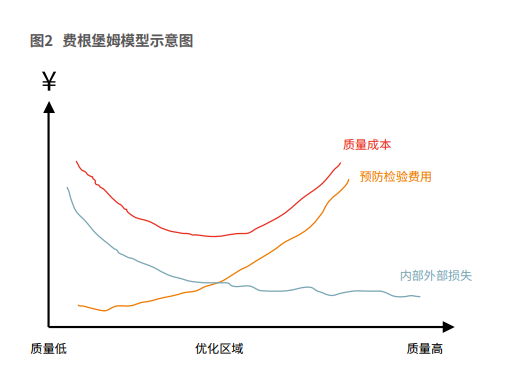 图2 费根堡姆模型示意图
¥
质量成本
预防检验费用
内部外部损失
质量低 优化区域 质量高